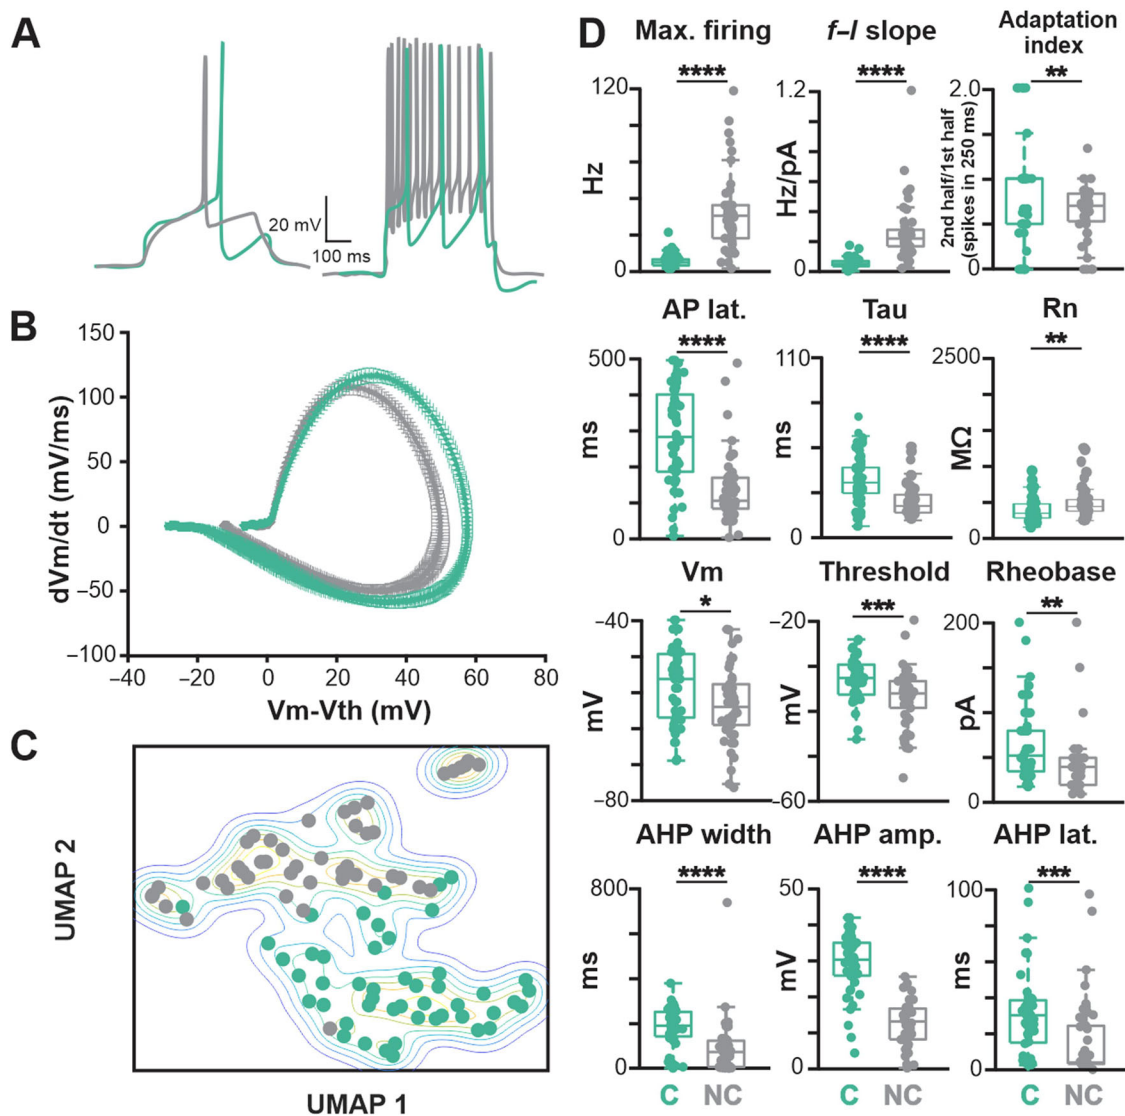 A
20 mV
100 ms
B
150
100
50
0
−50
−100
−40
−20
0
20
40
60
80
dVm/dt (mV/ms)
Vm-Vth (mV)
C
UMAP 2
UMAP 1
D
Max. firing
****
120
Hz
0
f–I slope
****
1.2
Hz/pA
0
Adaptation
index
**
2.0
2nd half/1st half
(spikes in 250 ms)
0
AP lat.
****
500
ms
0
Tau
****
110
ms
0
Rn
**
2500
MΩ
0
Vm
*
−40
mV
−80
Threshold
***
−20
mV
−60
Rheobase
**
200
pA
0
AHP width
****
800
ms
0
AHP amp.
****
50
mV
0
AHP lat.
***
100
ms
0
C NC
C NC
C NC